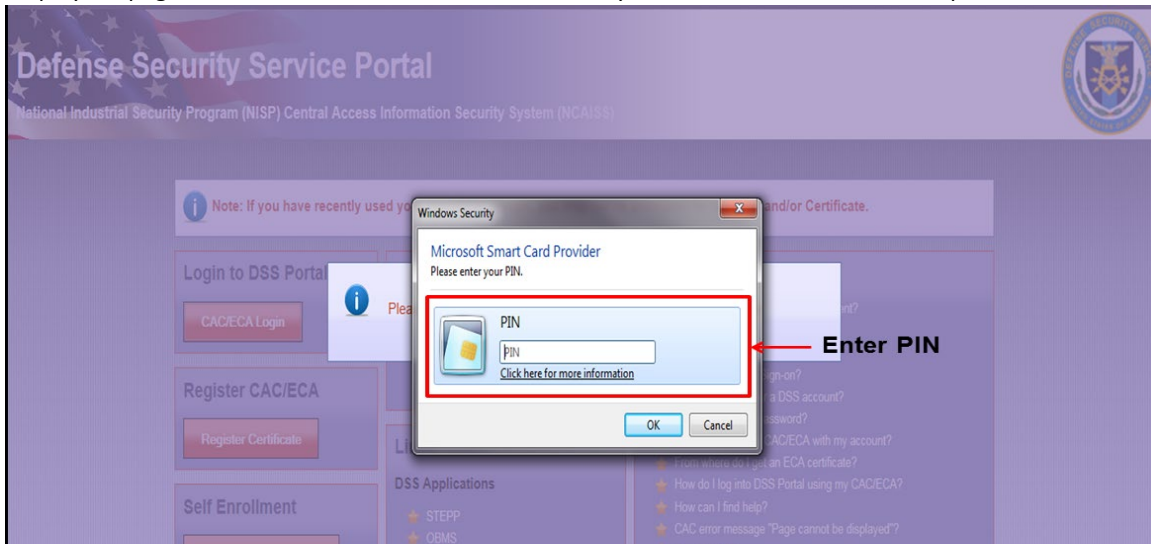 Defense Security Service Portal
National Industrial Security Program (NISP) Central Access Information Security System (NCAISS)
Note: If you have recently used yo
and/or Certificate.
Windows Security
Microsoft Smart Card Provider
Please enter your PIN.
PIN
PIN
Click here for more information
OK
Cancel
Enter PIN
Login to DSS Portal
CAC/ECA Login
Plea
Register CAC/ECA
Register Certificate
Self Enrollment
Li
DSS Applications
STEPP
OBMS
nt?
ign-on?
a DSS account?
assword?
CAC/ECA with my account?
From where do I get an ECA certificate?
How do I log into DSS Portal using my CAC/ECA?
How can I find help?
CAC error message "Page cannot be displayed"?